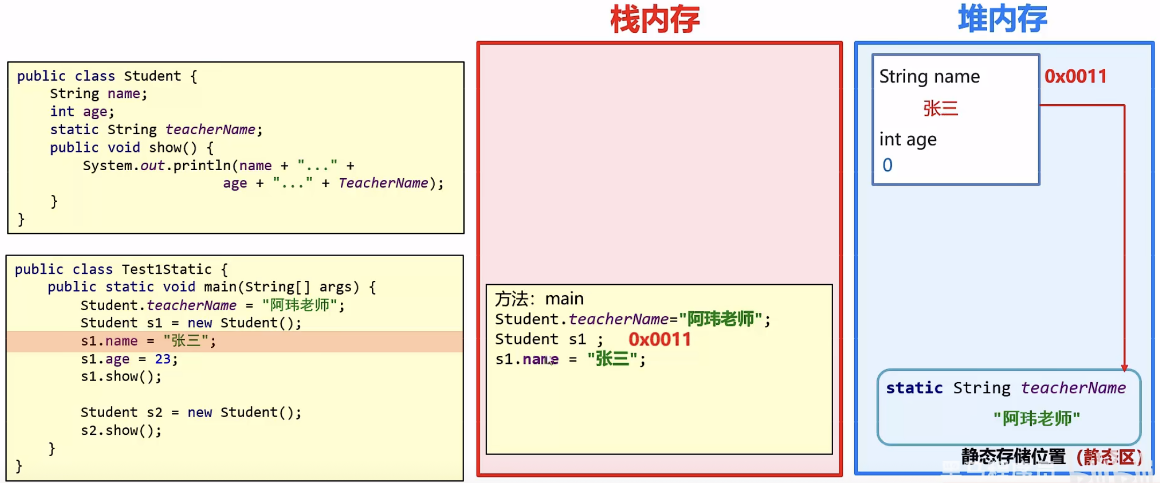 栈内存
堆内存
public class Student {
String name;
int age;
static String teacherName;
public void show() {
System.out.println(name + "..." +
age + "..." + TeacherName);
}
}
public class Test1Static {
public static void main(String[] args) {
Student.teacherName = "阿玮老师";
Student s1 = new Student();
s1.name = "张三";
s1.age = 23;
s1.show();
Student s2 = new Student();
s2.show();
}
}
方法：main
Student.teacherName="阿玮老师";
Student s1 ; 0x0011
s1.name = "张三";
String name
0x0011
张三
int age
0
static String teacherName
"阿玮老师"
静态存储位置（静态区）